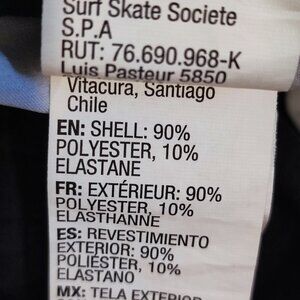 Surf Skate Societe
S.P.A
RUT: 76.690.968-K
Luis Pasteur 5850
Vitacura, Santiago
Chile
EN: SHELL: 90%
POLYESTER, 10%
ELASTANE
FR: EXTÉRIEUR: 90%
POLYESTER, 10%
ELASTHANNE
ES: REVESTIMIENTO
EXTERIOR: 90%
POLIÉSTER, 10%
ELASTANO
MX: TELA EXTERIOR